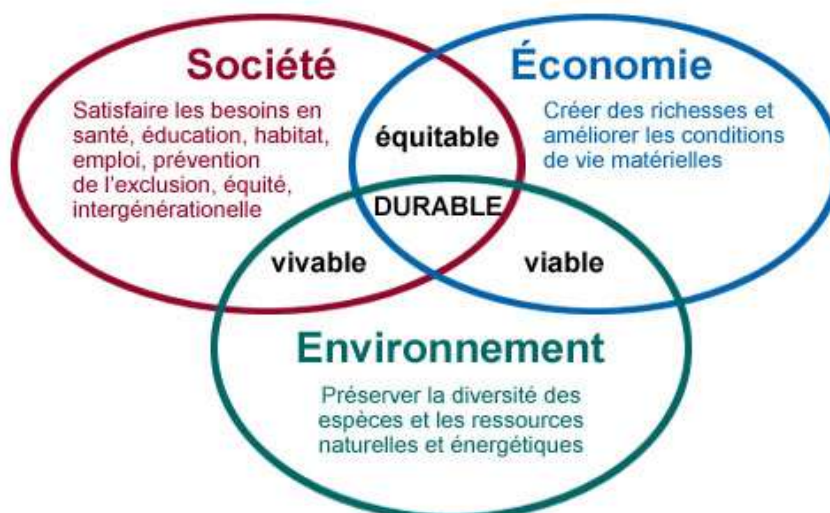 Société
Satisfaire les besoins en
santé, éducation, habitat,
emploi, prévention
de l'exclusion, équité,
intergénérationelle
Économie
Créer des richesses et
améliorer les conditions
de vie matérielles
équitable
DURABLE
vivable
viable
Environnement
Préserver la diversité des
espèces et les ressources
naturelles et énergétiques